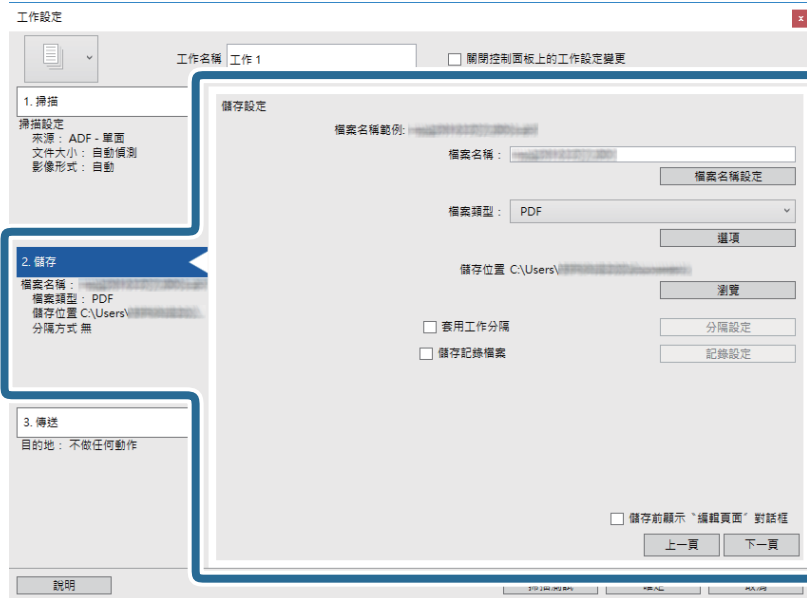 工作設定
工作名稱 工作 1
關閉控制面板上的工作設定變更
1. 掃描
掃描設定
來源： ADF - 單面
文件大小： 自動偵測
影像形式： 自動
2. 儲存
檔案名稱：
檔案類型： PDF
儲存位置 C:\Users\
分隔方式 無
3. 傳送
目的地： 不做任何動作
儲存設定
檔案名稱範例:
檔案名稱：
檔案名稱設定
檔案類型： PDF
選項
儲存位置 C:\Users\
瀏覽
套用工作分隔
分隔設定
儲存記錄檔案
記錄設定
儲存前顯示〝編輯頁面〞對話框
上一頁
下一頁
說明